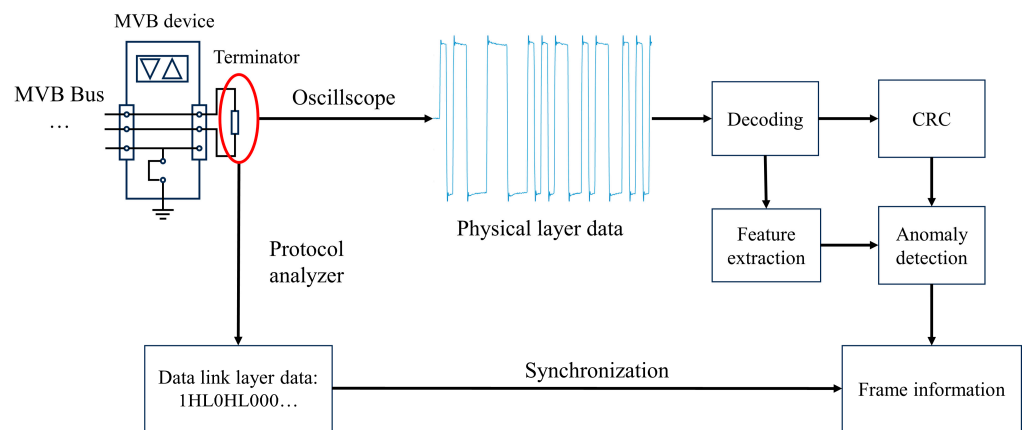 MVB device
Terminator
MVB Bus
…
Oscillscope
Decoding
CRC
Physical layer data
Feature
extraction
Anomaly
detection
Protocol
analyzer
Data link layer data:
1HL0HL000…
Synchronization
Frame information